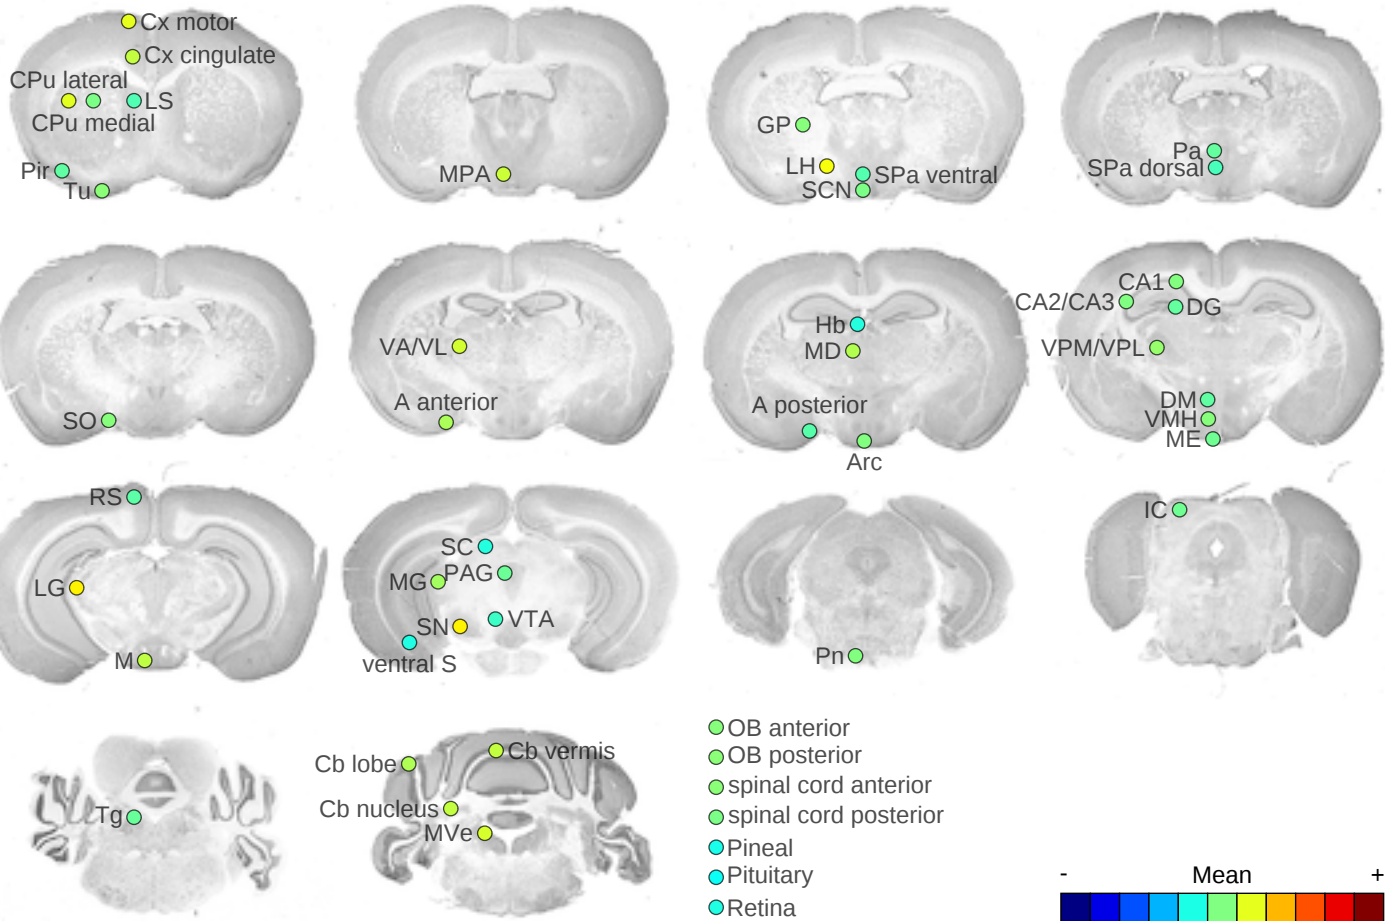 Cx motor
Cx cingulate
CPu lateral
LS
CPu medial
Pir
Tu
MPA
GP
LH
SPa ventral
SCN
Pa
SPa dorsal
SO
VA/VL
A anterior
Hb
MD
A posterior
Arc
CA1
CA2/CA3
DG
VPM/VPL
DM
VMH
ME
RS
LG
M
SC
MG
PAG
SN
VTA
ventral S
Pn
IC
Tg
Cb lobe
Cb vermis
Cb nucleus
MVe
OB anterior
OB posterior
spinal cord anterior
spinal cord posterior
Pineal
Pituitary
Retina
- Mean +